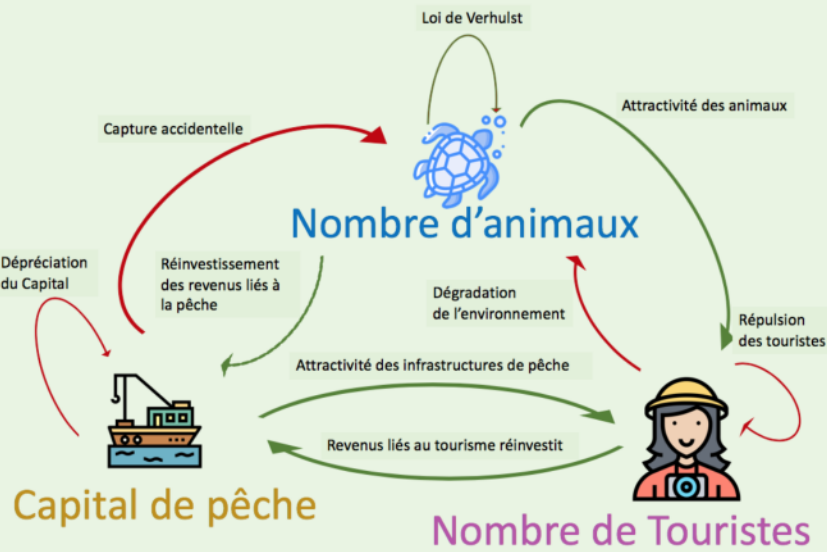 Loi de Verhulst
Attractivité des animaux
Capture accidentelle
Nombre d'animaux
Dépréciation
du Capital
Réinvestissement
des revenus liés à
la pêche
Dégradation
de l'environnement
Répulsion
des touristes
Attractivité des infrastructures de pêche
Revenus liés au tourisme réinvestit
Capital de pêche
Nombre de Touristes